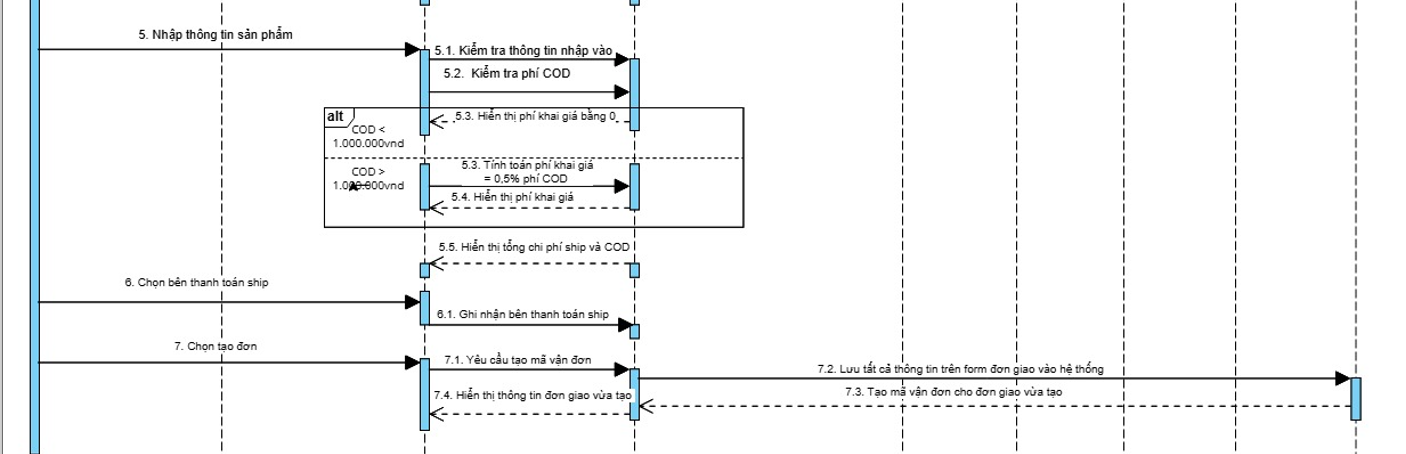 5. Nhập thông tin sản phẩm
5.1. Kiểm tra thông tin nhập vào
5.2. Kiểm tra phí COD
alt
COD <
1.000.000vnd
5.3. Hiển thị phí khai giá bằng 0
COD >
1.000.000vnd
5.3. Tính toán phí khai giá
= 0,5% phí COD
5.4. Hiển thị phí khai giá
5.5. Hiển thị tổng chi phí ship và COD
6. Chọn bên thanh toán ship
6.1. Ghi nhận bên thanh toán ship
7. Chọn tạo đơn
7.1. Yêu cầu tạo mã vận đơn
7.2. Lưu tất cả thông tin trên form đơn giao vào hệ thống
7.3. Tạo mã vận đơn cho đơn giao vừa tạo
7.4. Hiển thị thông tin đơn giao vừa tạo